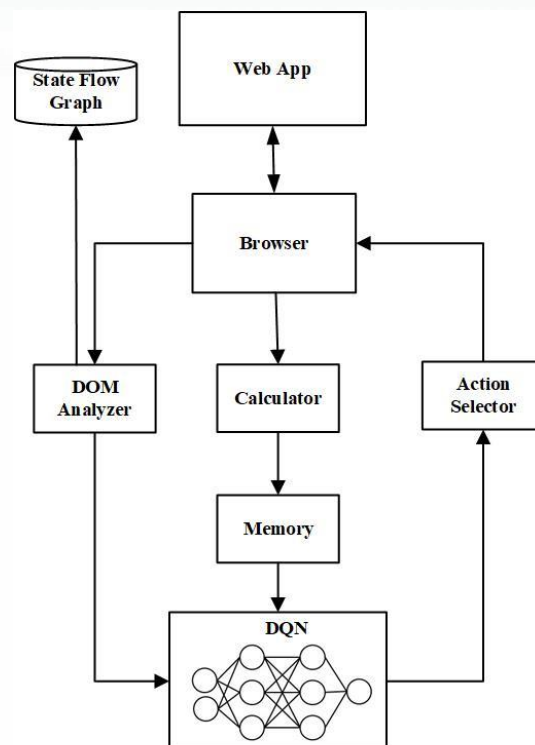 State Flow
Graph
Web App
Browser
DOM
Analyzer
Calculator
Action
Selector
Memory
DQN